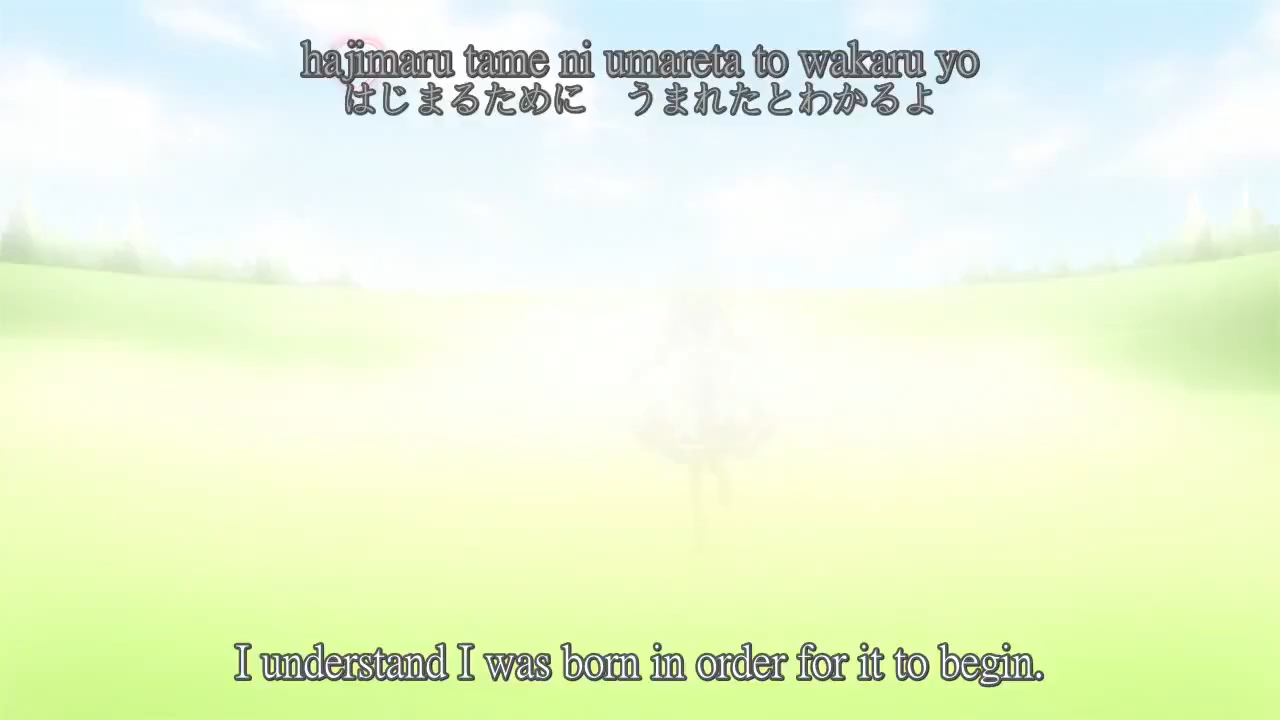 hajimaru tame ni umareta to wakaru yo
はじまるために　うまれたとわかるよ
I understand I was born in order for it to begin.